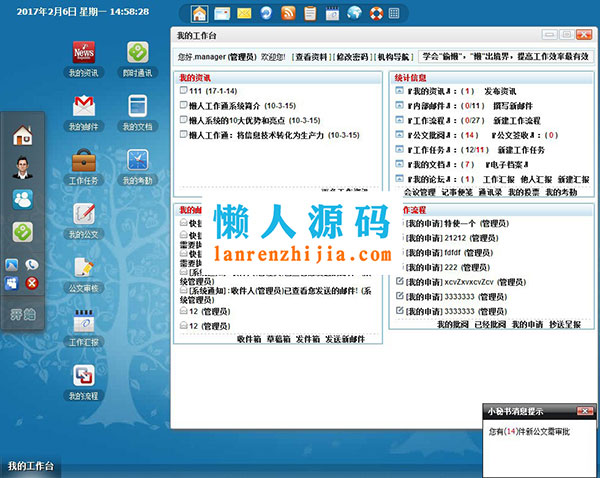 2017年2月6日 星期一 14:58:28
我的资讯
即时通讯
我的邮件
我的文档
工作任务
我的考勤
我的公文
公文审核
工作汇报
我的流程
开始
我的工作台
您好,manager (管理员) 欢迎您! [查看资料] [修改密码] [机构导航]
学会“偷懒”，“懒”出境界，提高工作效率最有效
我的资讯
111 (17-1-14)
懒人工作通系统简介 (10-3-15)
懒人系统的10大优势和亮点 (10-3-15)
懒人工作通：将信息技术转化为生产力 (10-3-15)
统计信息
『我的资讯』：( 1 ) 发布资讯
『内部邮件』：( 0/11 ) 撰写新邮件
『工作流程』：( 0/27 ) 新建工作流程
『公文批阅』：( 14 ) 『公文签收』：( 0 )
『工作任务』：( 12/11 ) 新建工作任务
『我的文档』：( 7 ) 『电子档案』
『我的论坛』：( 1 ) 工作汇报 他人汇报 新建汇报
会议管理 记事便笺 通讯录 我的投票 我的考勤
懒人源码
lanrenzhijia.com
[系统通知]:收件人(管理员)已查看您发送的邮件! (系统管理员)
12 (管理员)
12 (管理员)
收件箱 草稿箱 发件箱 发送新邮件
作流程
[我的申请] 特使一个 (管理员)
[我的申请] 21212 (管理员)
[我的申请] fdfdf (管理员)
[我的申请] 222 (管理员)
[我的申请] xcvZxvxcvZcv (管理员)
[我的申请] 3333333 (管理员)
[我的申请] 3333333 (管理员)
我的批阅 已经批阅 我的申请 抄送呈报
小秘书消息提示
您有(14)件新公文需审批
我的工作台